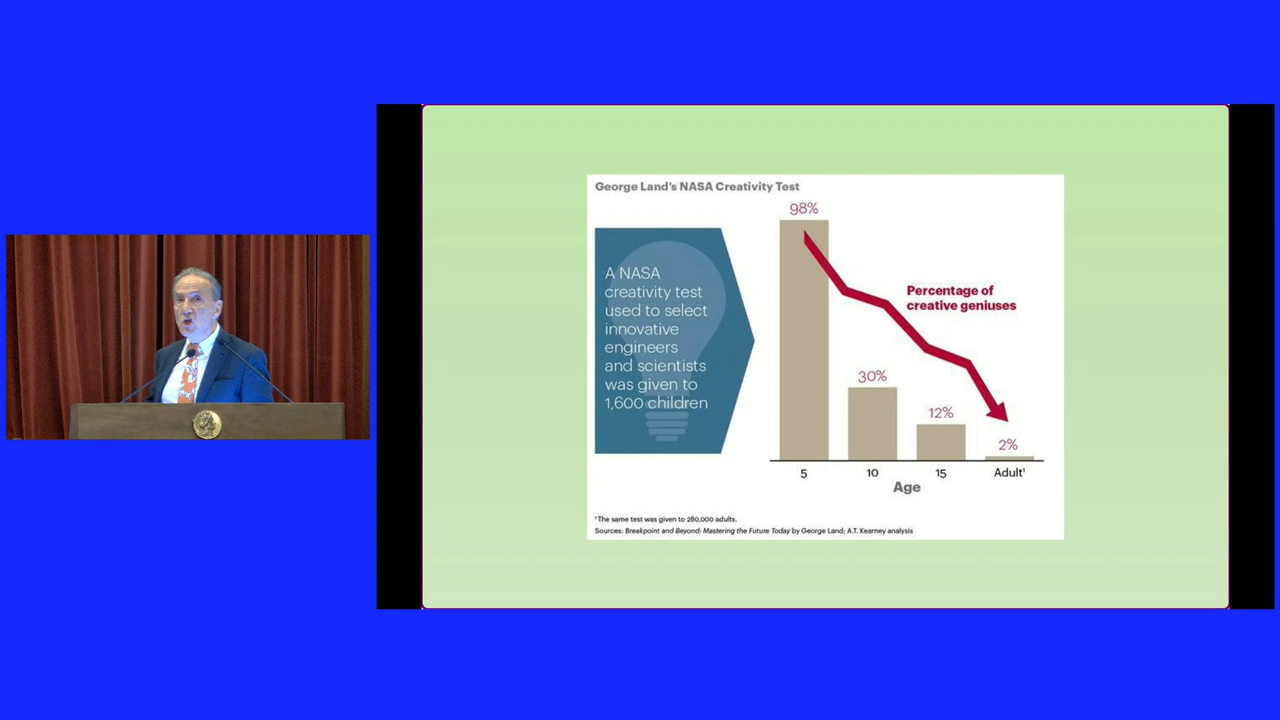 George Land's NASA Creativity Test
A NASA
creativity test
used to select
innovative
engineers
and scientists
was given to
1,600 children
98%
Percentage of
creative geniuses
30%
12%
2%
5
10
15
Adult¹
Age
¹The same test was given to 280,000 adults.
Sources: Breakpoint and Beyond: Mastering the Future Today by George Land; A.T. Kearney analysis